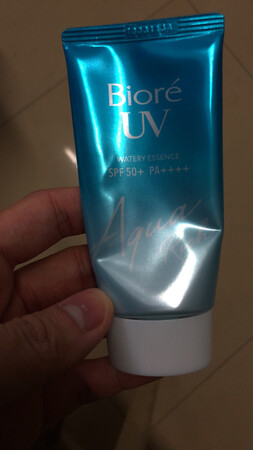 Bioré
UV
WATERY ESSENCE
SPF 50+ PA++++
Aqua